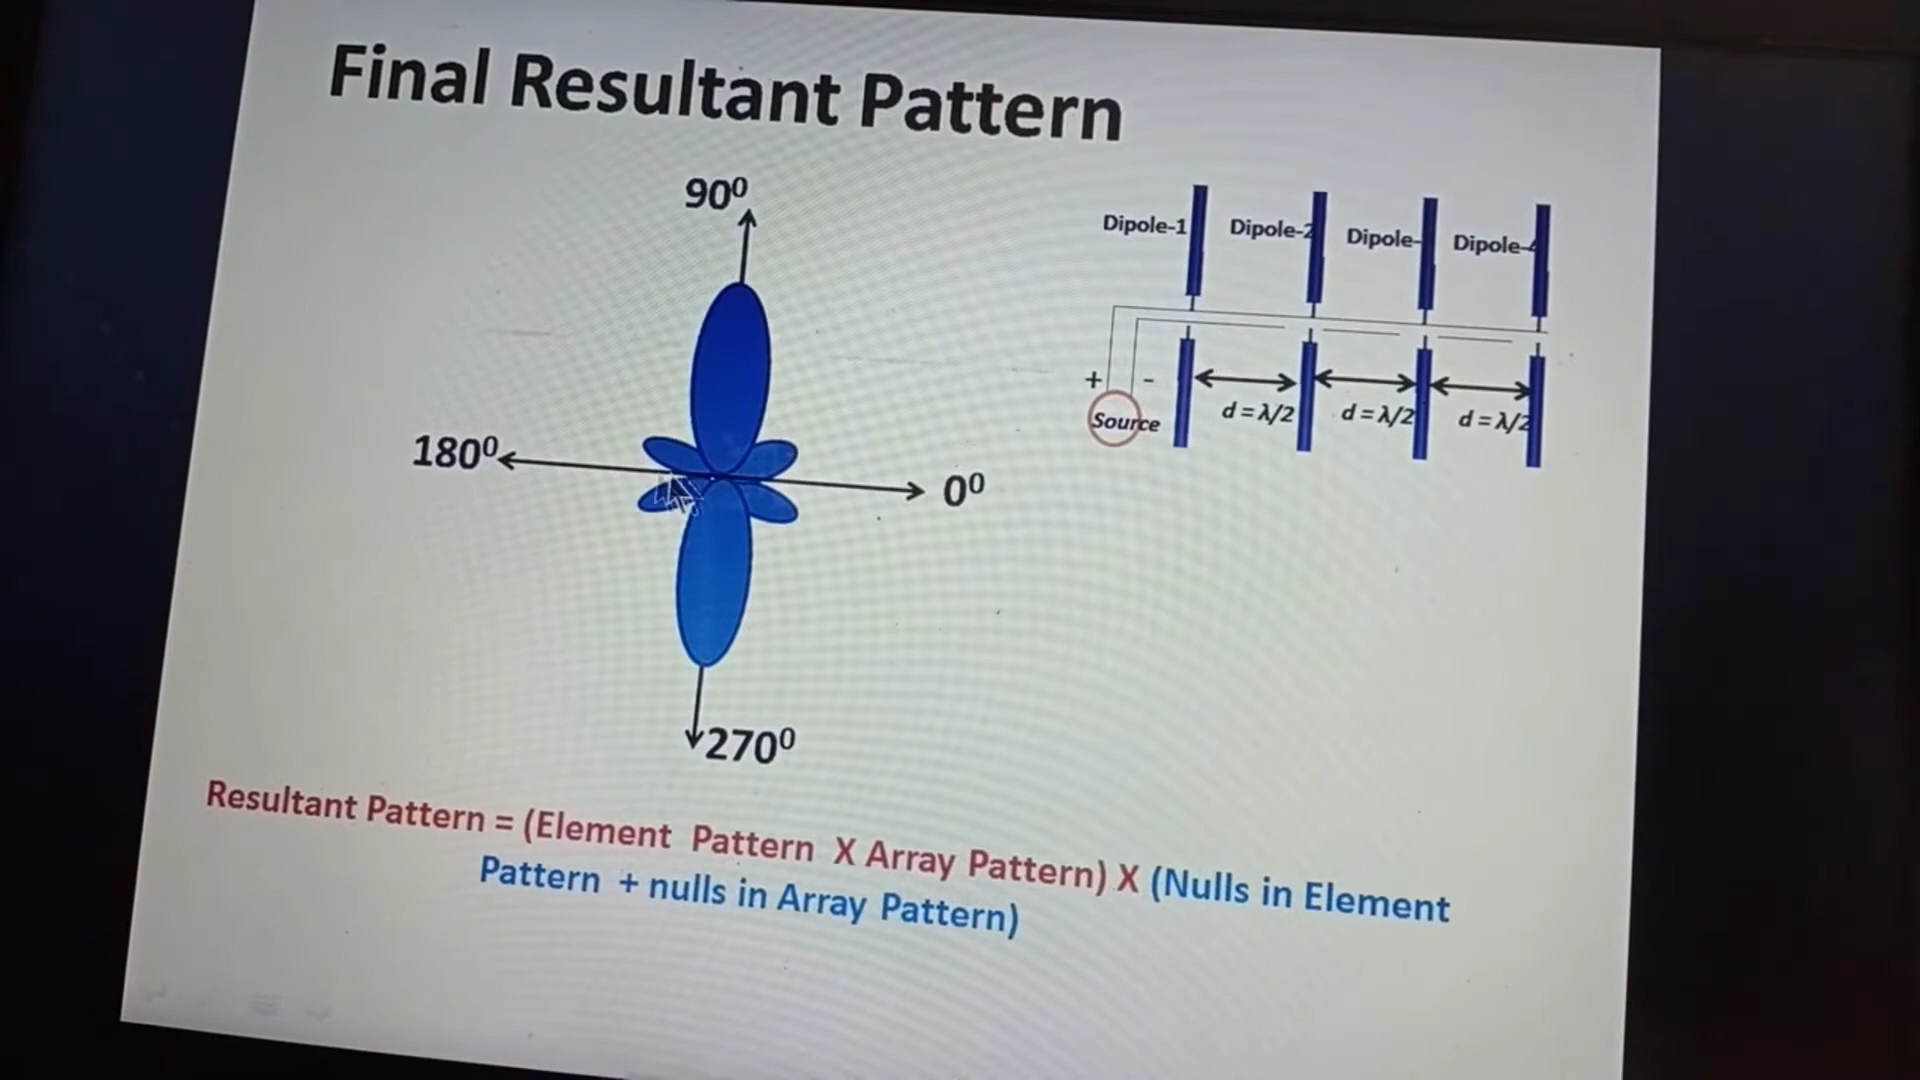 Final Resultant Pattern
90⁰
180⁰
0⁰
270⁰
Dipole-1
Dipole-2
Dipole-
Dipole-4
+
-
Source
d = λ/2
d = λ/2
d = λ/2
Resultant Pattern = (Element Pattern X Array Pattern) X (Nulls in Element
Pattern + nulls in Array Pattern)